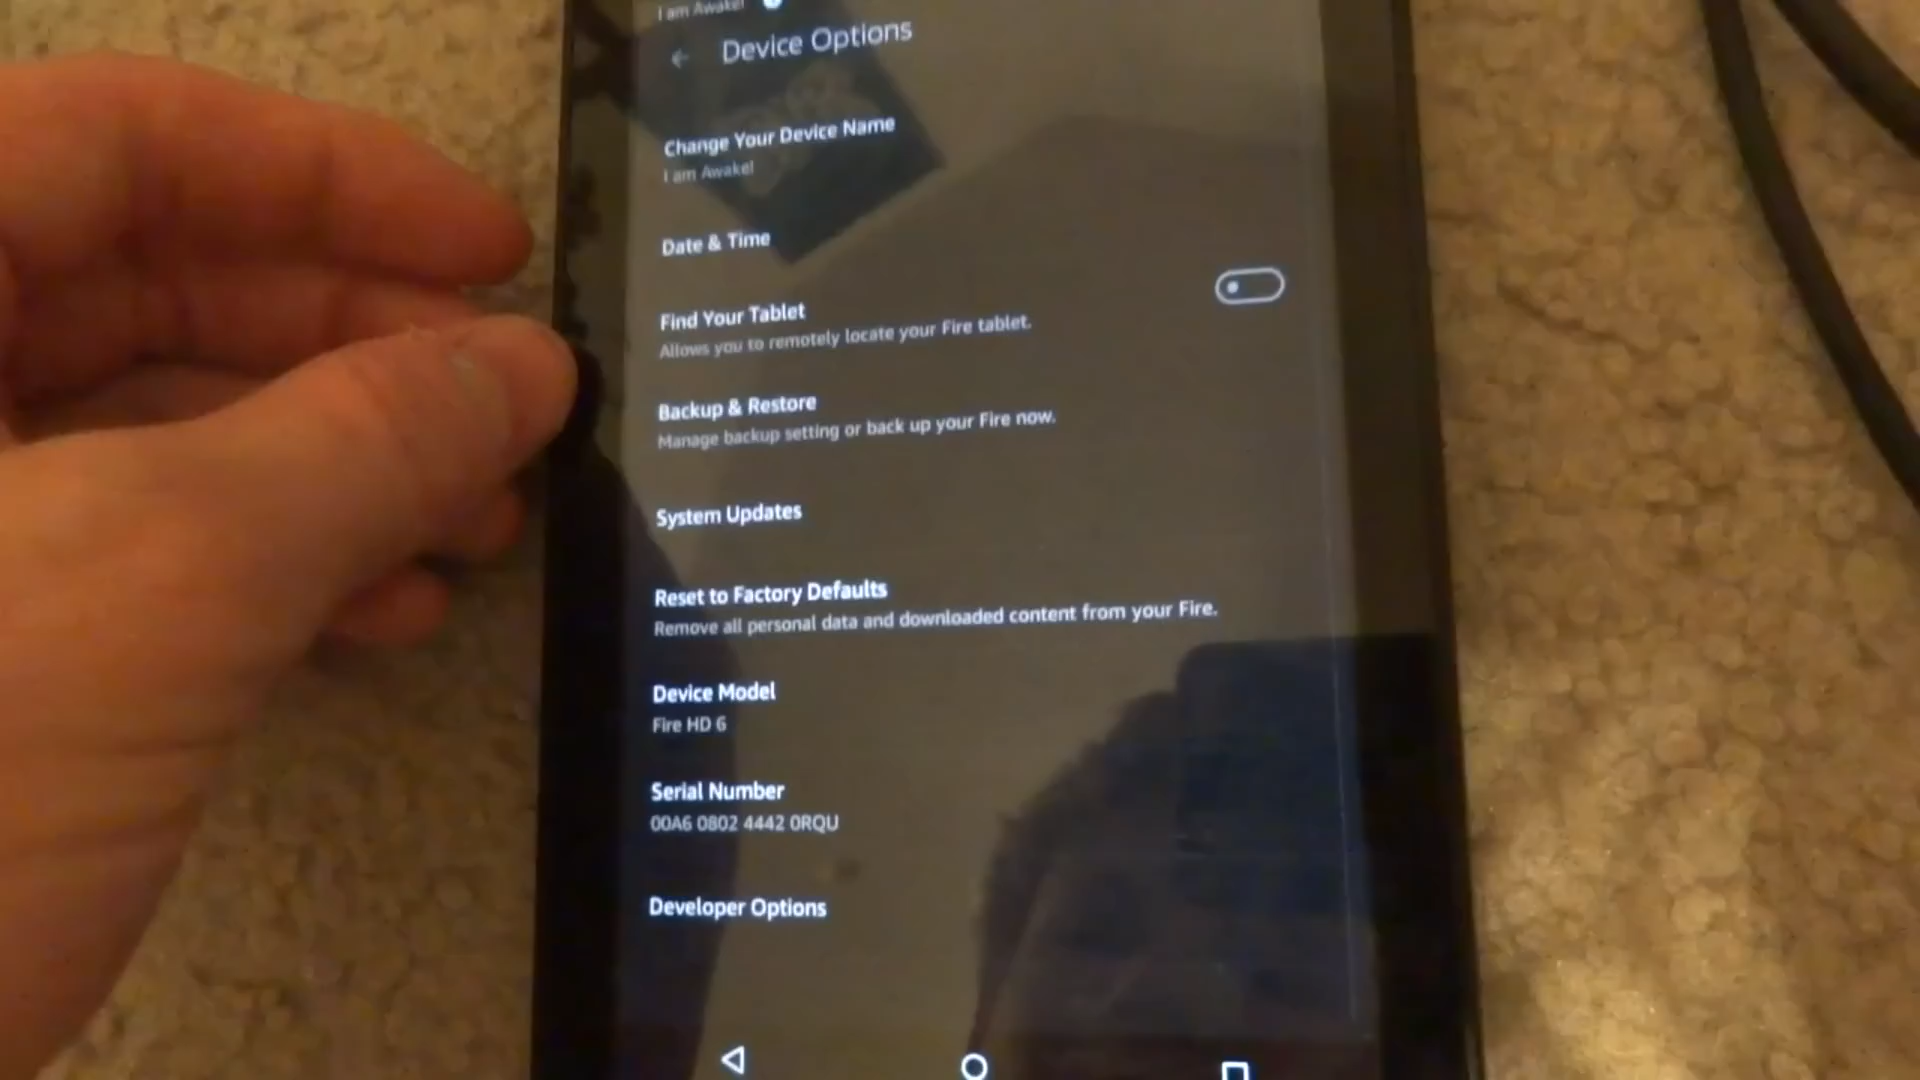 I am Awake!
Device Options
Change Your Device Name
I am Awake!
Date & Time
Find Your Tablet
Allows you to remotely locate your Fire tablet.
Backup & Restore
Manage backup setting or back up your Fire now.
System Updates
Reset to Factory Defaults
Remove all personal data and downloaded content from your Fire.
Device Model
Fire HD 6
Serial Number
00A6 0802 4442 0RQU
Developer Options